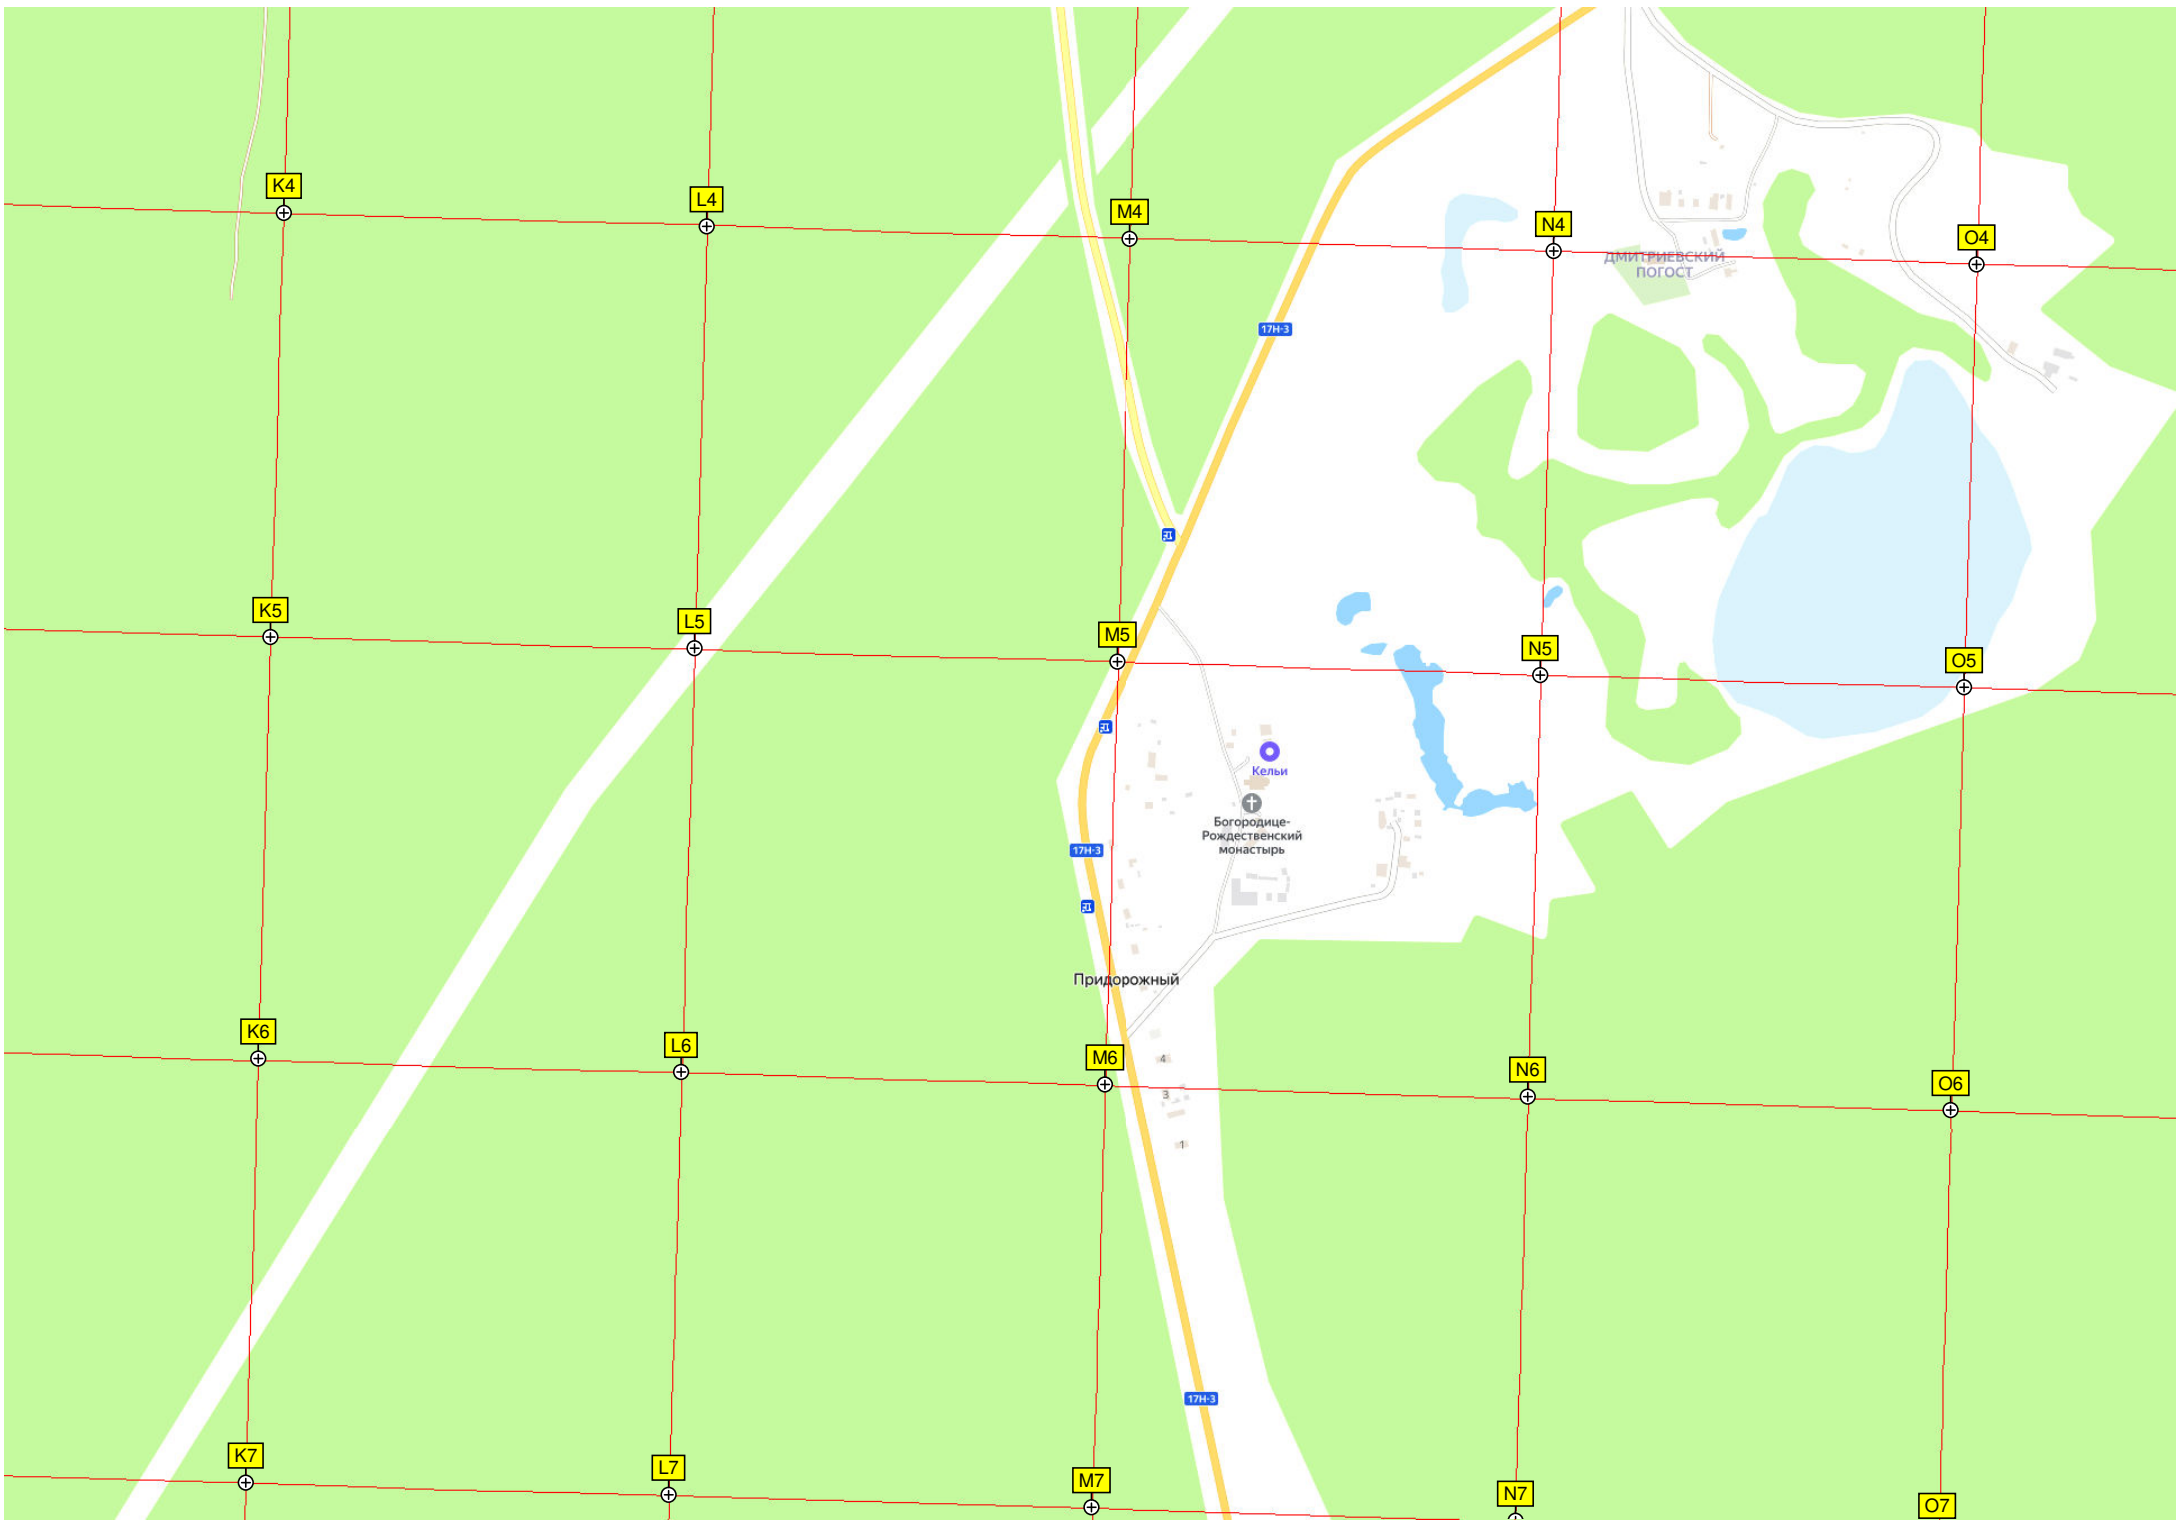 K4
L4
M4
N4
O4
ДМИТРИЕВСКИЙ
ПОГОСТ
17Н-3
K5
L5
M5
N5
O5
Кельи
Богородице-
Рождественский
монастырь
17Н-3
Придорожный
K6
L6
M6
N6
O6
4
3
1
17Н-3
K7
L7
M7
N7
O7